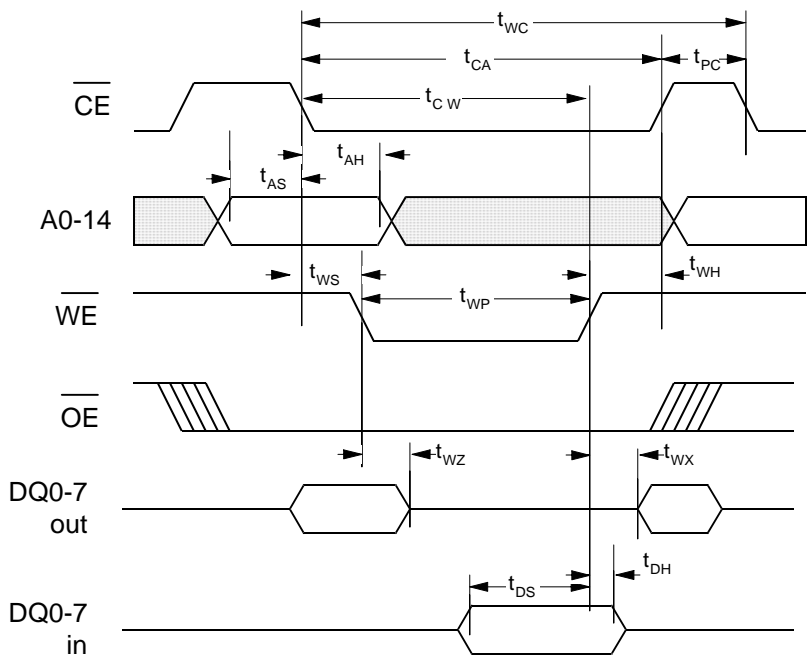 tWC
tCA
tPC
CE
tC W
tAH
tAS
A0-14
tWS
tWH
WE
tWP
OE
tWZ
tWX
DQ0-7
out
tDH
tDS
DQ0-7
in